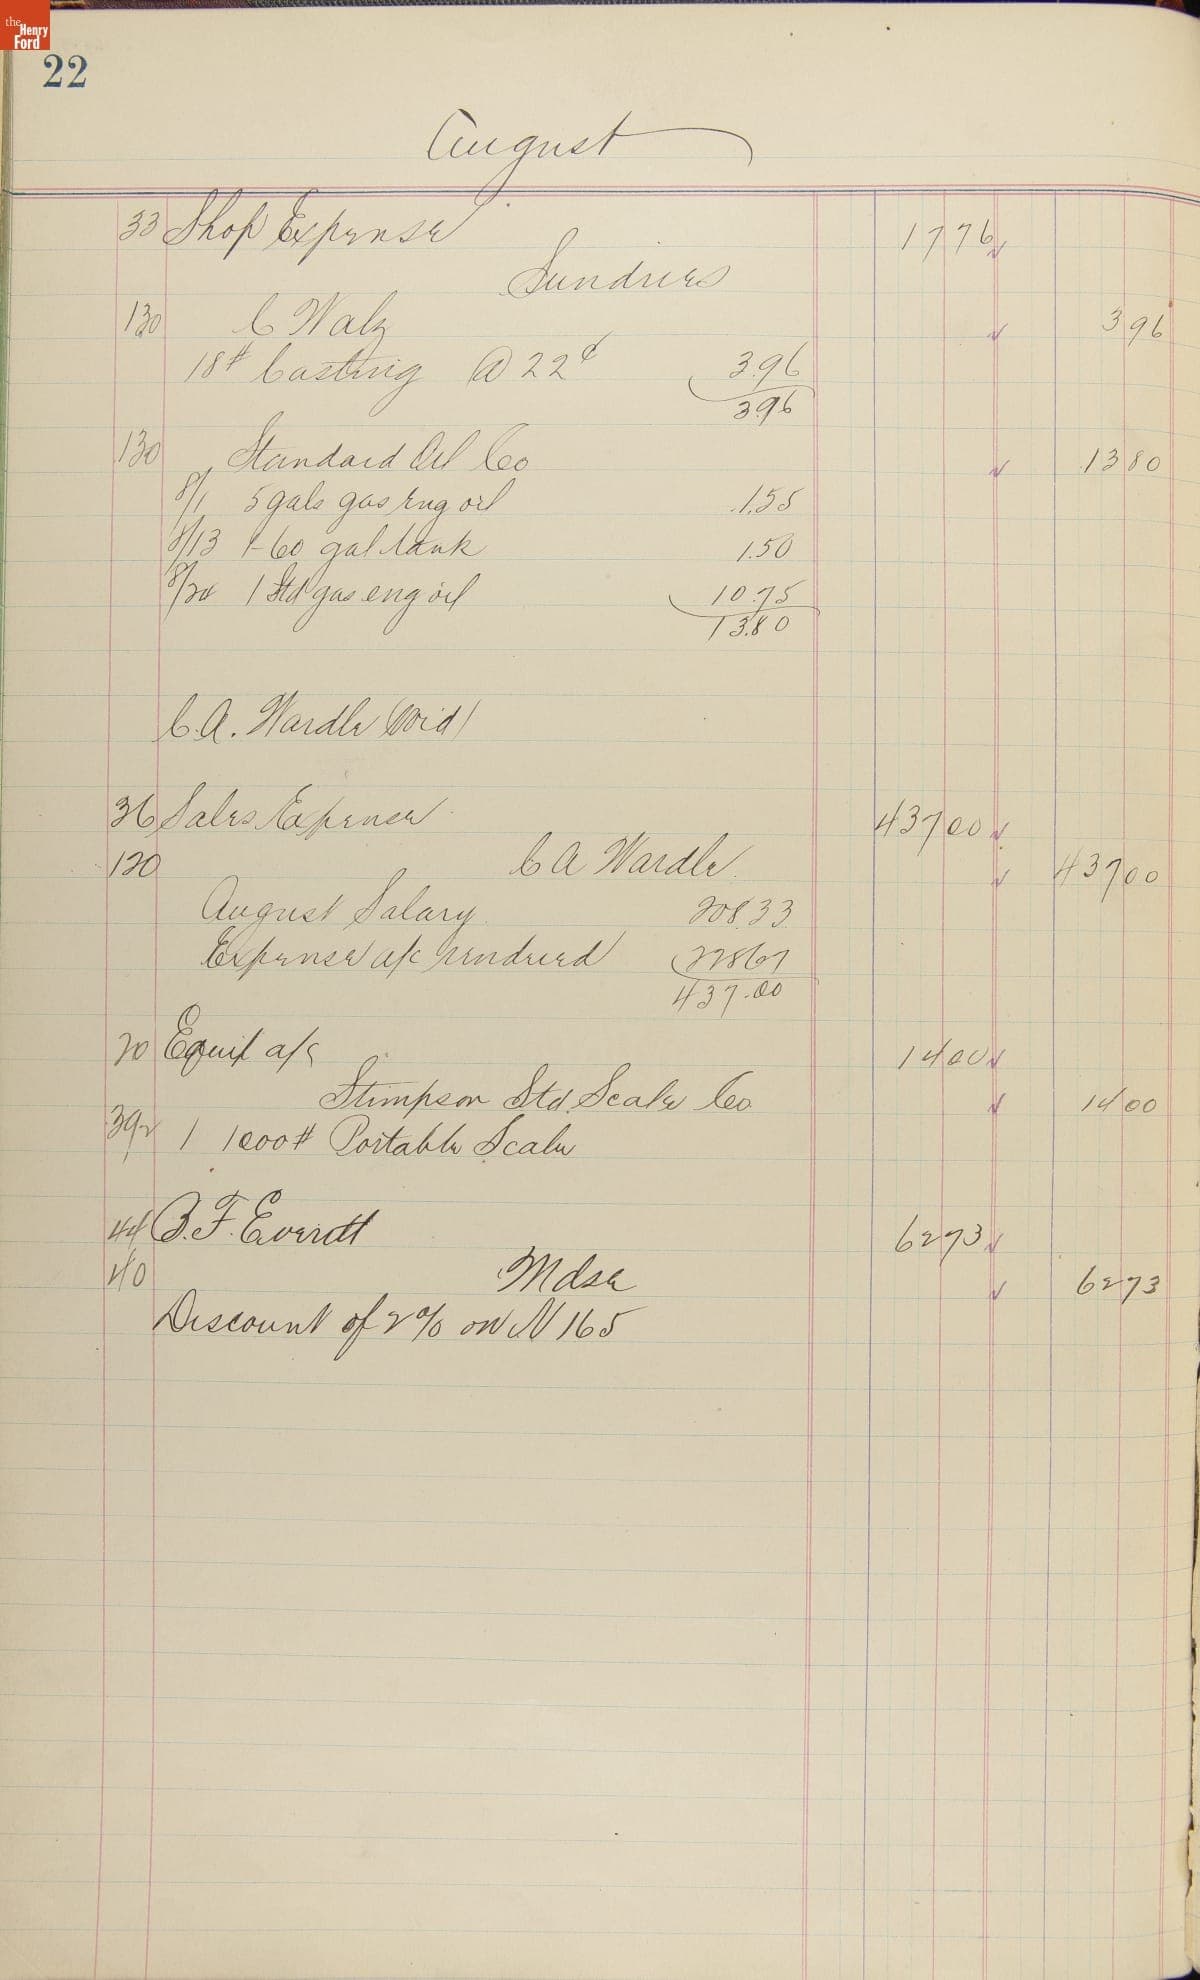 the Henry Ford
22
August
33 Shop Expense 17 76
Sundries
130 C Walz 3 96
18# Casting @ 22¢ 3.96
3.96
130 Standard Oil Co 13 80
8/1 5 gals gas eng oil 1.55
8/13 1-60 gal tank 1.50
8/24 1 Std gas eng oil 10.75
13.80
C. A. Wardle
36 Sales Expense 437 00
120 C A Wardle 437 00
August Salary 208.33
Expense a/c rendered 228 67
437.00
20 Equip a/c 14 00
Stimpson Std. Scale Co 14 00
392 1 1000# Portable Scale
44 B. F. Everitt 62 73
40 Mdse 62 73
Discount of 2% on N 165